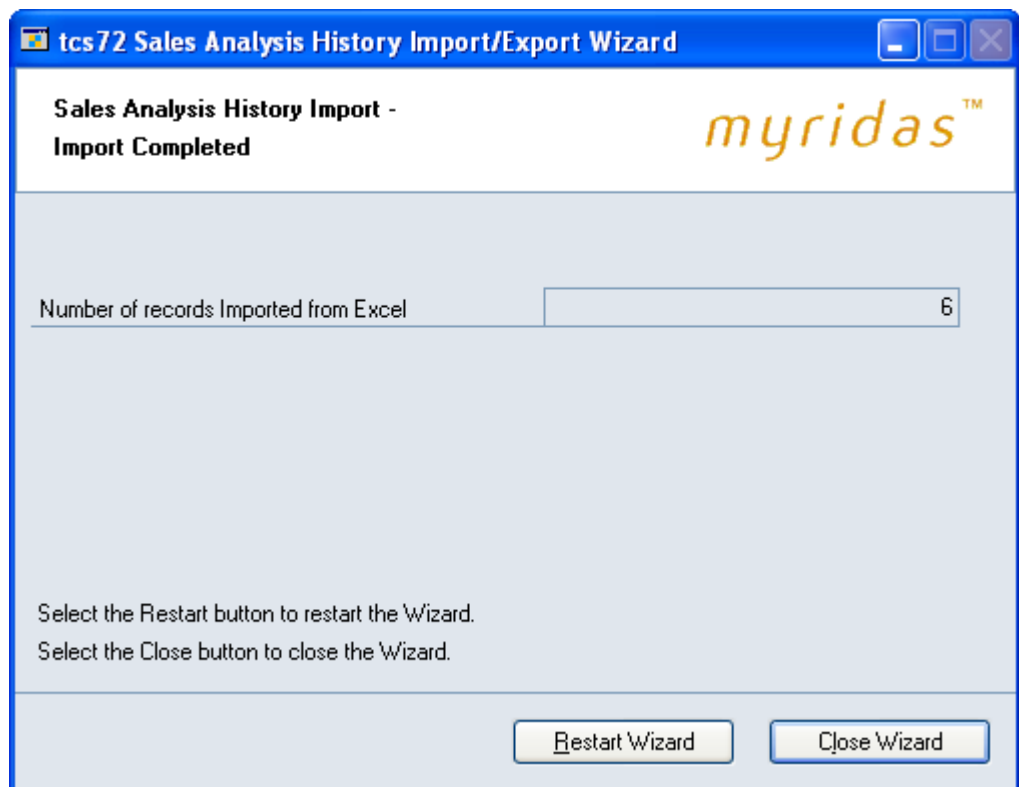 tcs72 Sales Analysis History Import/Export Wizard
Sales Analysis History Import -
Import Completed
myridas™
Number of records Imported from Excel 6
Select the Restart button to restart the Wizard.
Select the Close button to close the Wizard.
Restart Wizard Close Wizard